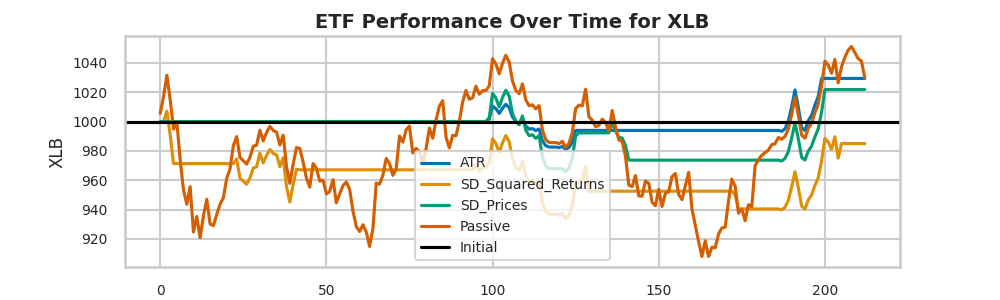 ETF Performance Over Time for XLB
1040
1020
1000
980
960
940
920
XLB
ATR
SD_Squared_Returns
SD_Prices
Passive
Initial
0
50
100
150
200